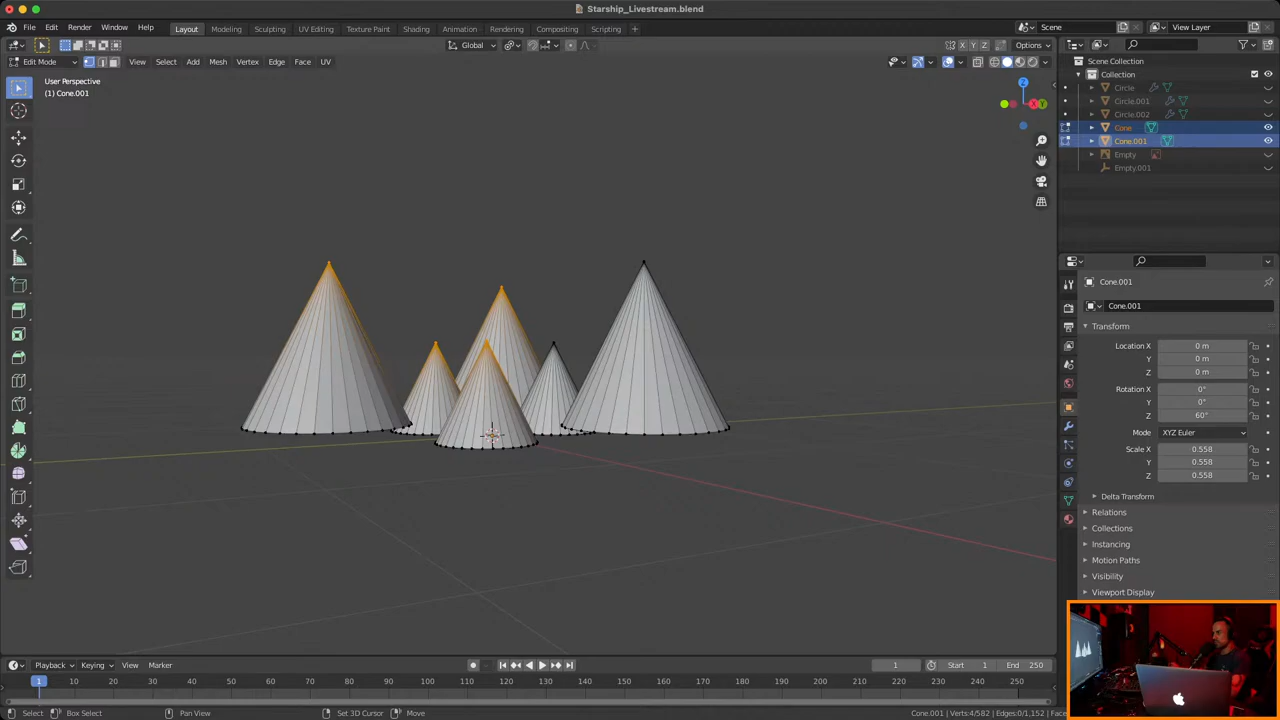 Starship_Livestream.blend
File Edit Render Window Help Layout Modeling Sculpting UV Editing Texture Paint Shading Animation Rendering Compositing Scripting Scene View Layer
Global X Y Z Options
Edit Mode View Select Add Mesh Vertex Edge Face UV
User Perspective
(1) Cone.001
Z
X
Y
Scene Collection
Collection
Circle
Circle.001
Circle.002
Cone
Cone.001
Empty
Empty.001
Cone.001
Cone.001
Transform
Location X 0 m
Y 0 m
Z 0 m
Rotation X 0°
Y 0°
Z 60°
Mode XYZ Euler
Scale X 0.558
Y 0.558
Z 0.558
Delta Transform
Relations
Collections
Instancing
Motion Paths
Visibility
Viewport Display
Playback Keying View Marker 1 Start 1 End 250
1 10 20 30 40 50 60 70 80 90 100 110 120 130 140 150 160 170 180 190 200 210 220 230 240 250
Select Box Select Pan View Set 3D Cursor Move Cone.001 Verts:4/582 Edges:0/1,152 Face